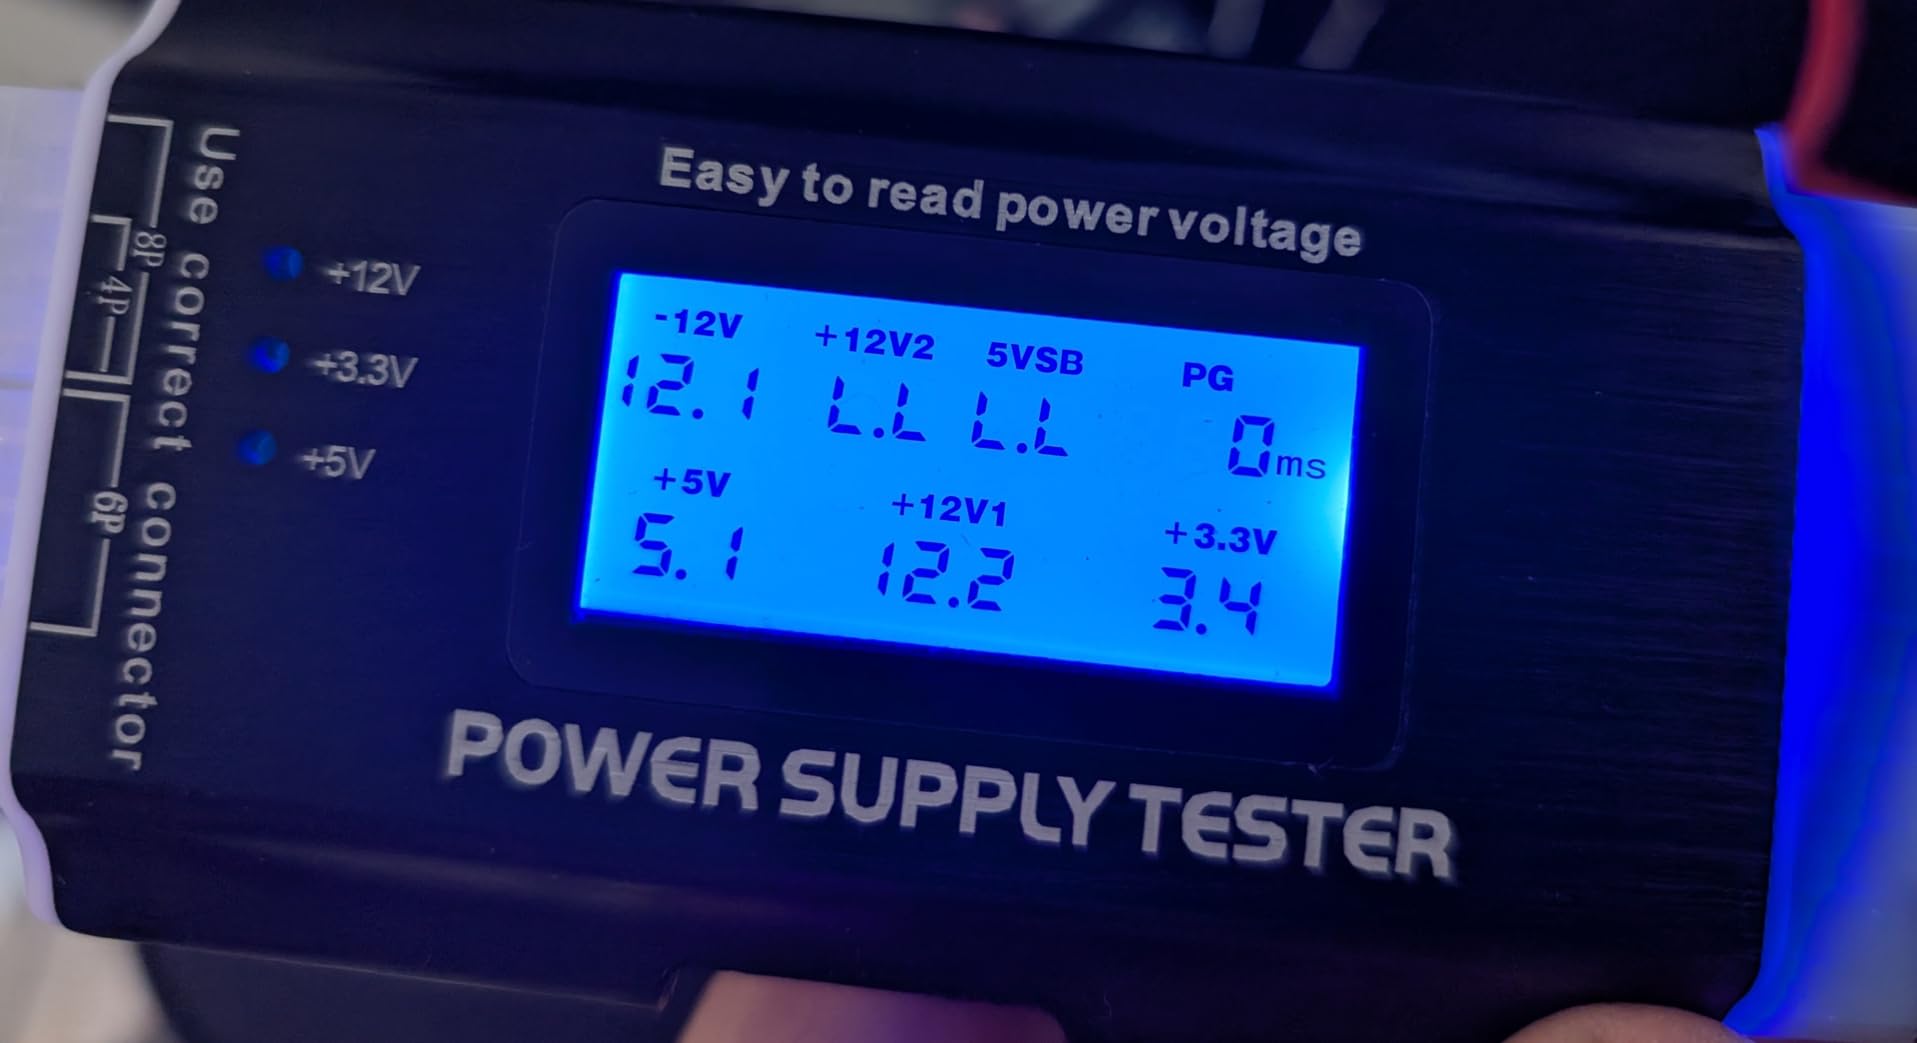 Easy to read power voltage
-12V +12V2 5VSB PG
12.1 L.L L.L 0ms
+5V +12V1 +3.3V
5.1 12.2 3.4
POWER SUPPLY TESTER
+12V
+3.3V
+5V
Use correct connector
8P
4P
6P